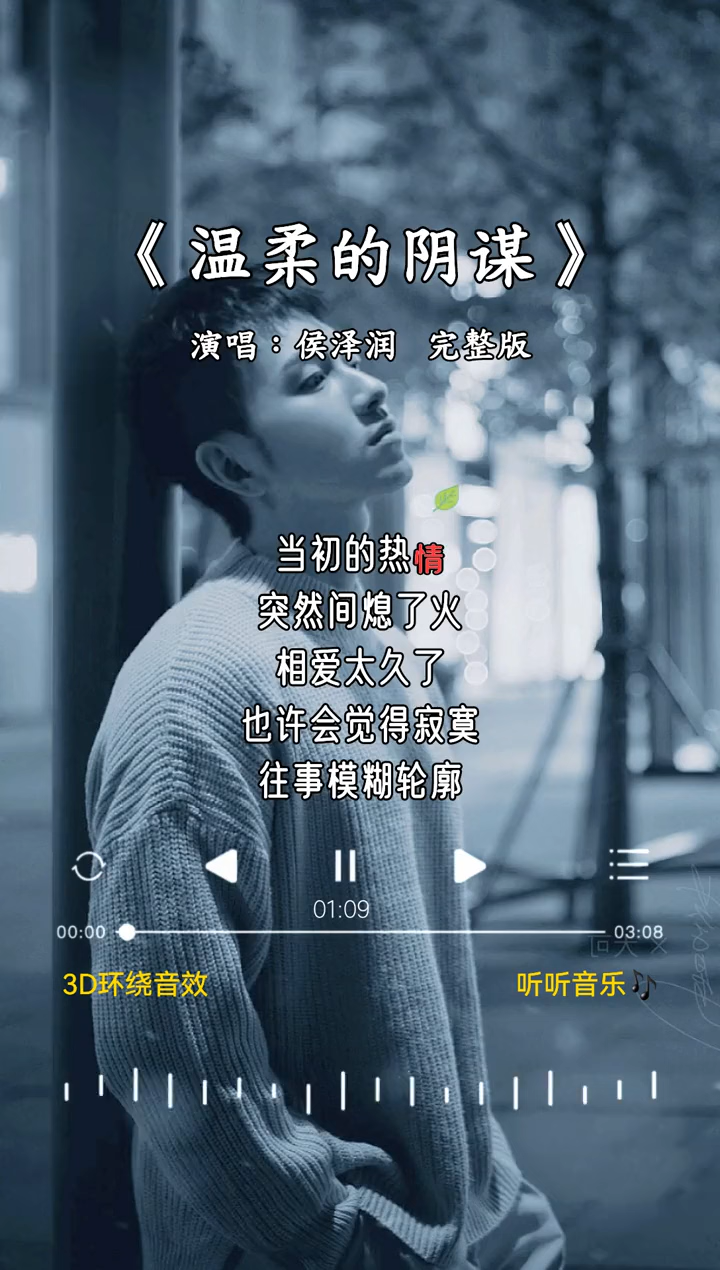 《温柔的阴谋》
演唱：侯泽润 完整版
当初的热情
突然间熄了火
相爱太久了
也许会觉得寂寞
往事模糊轮廓
01:09
00:00 03:08
3D环绕音效 听听音乐